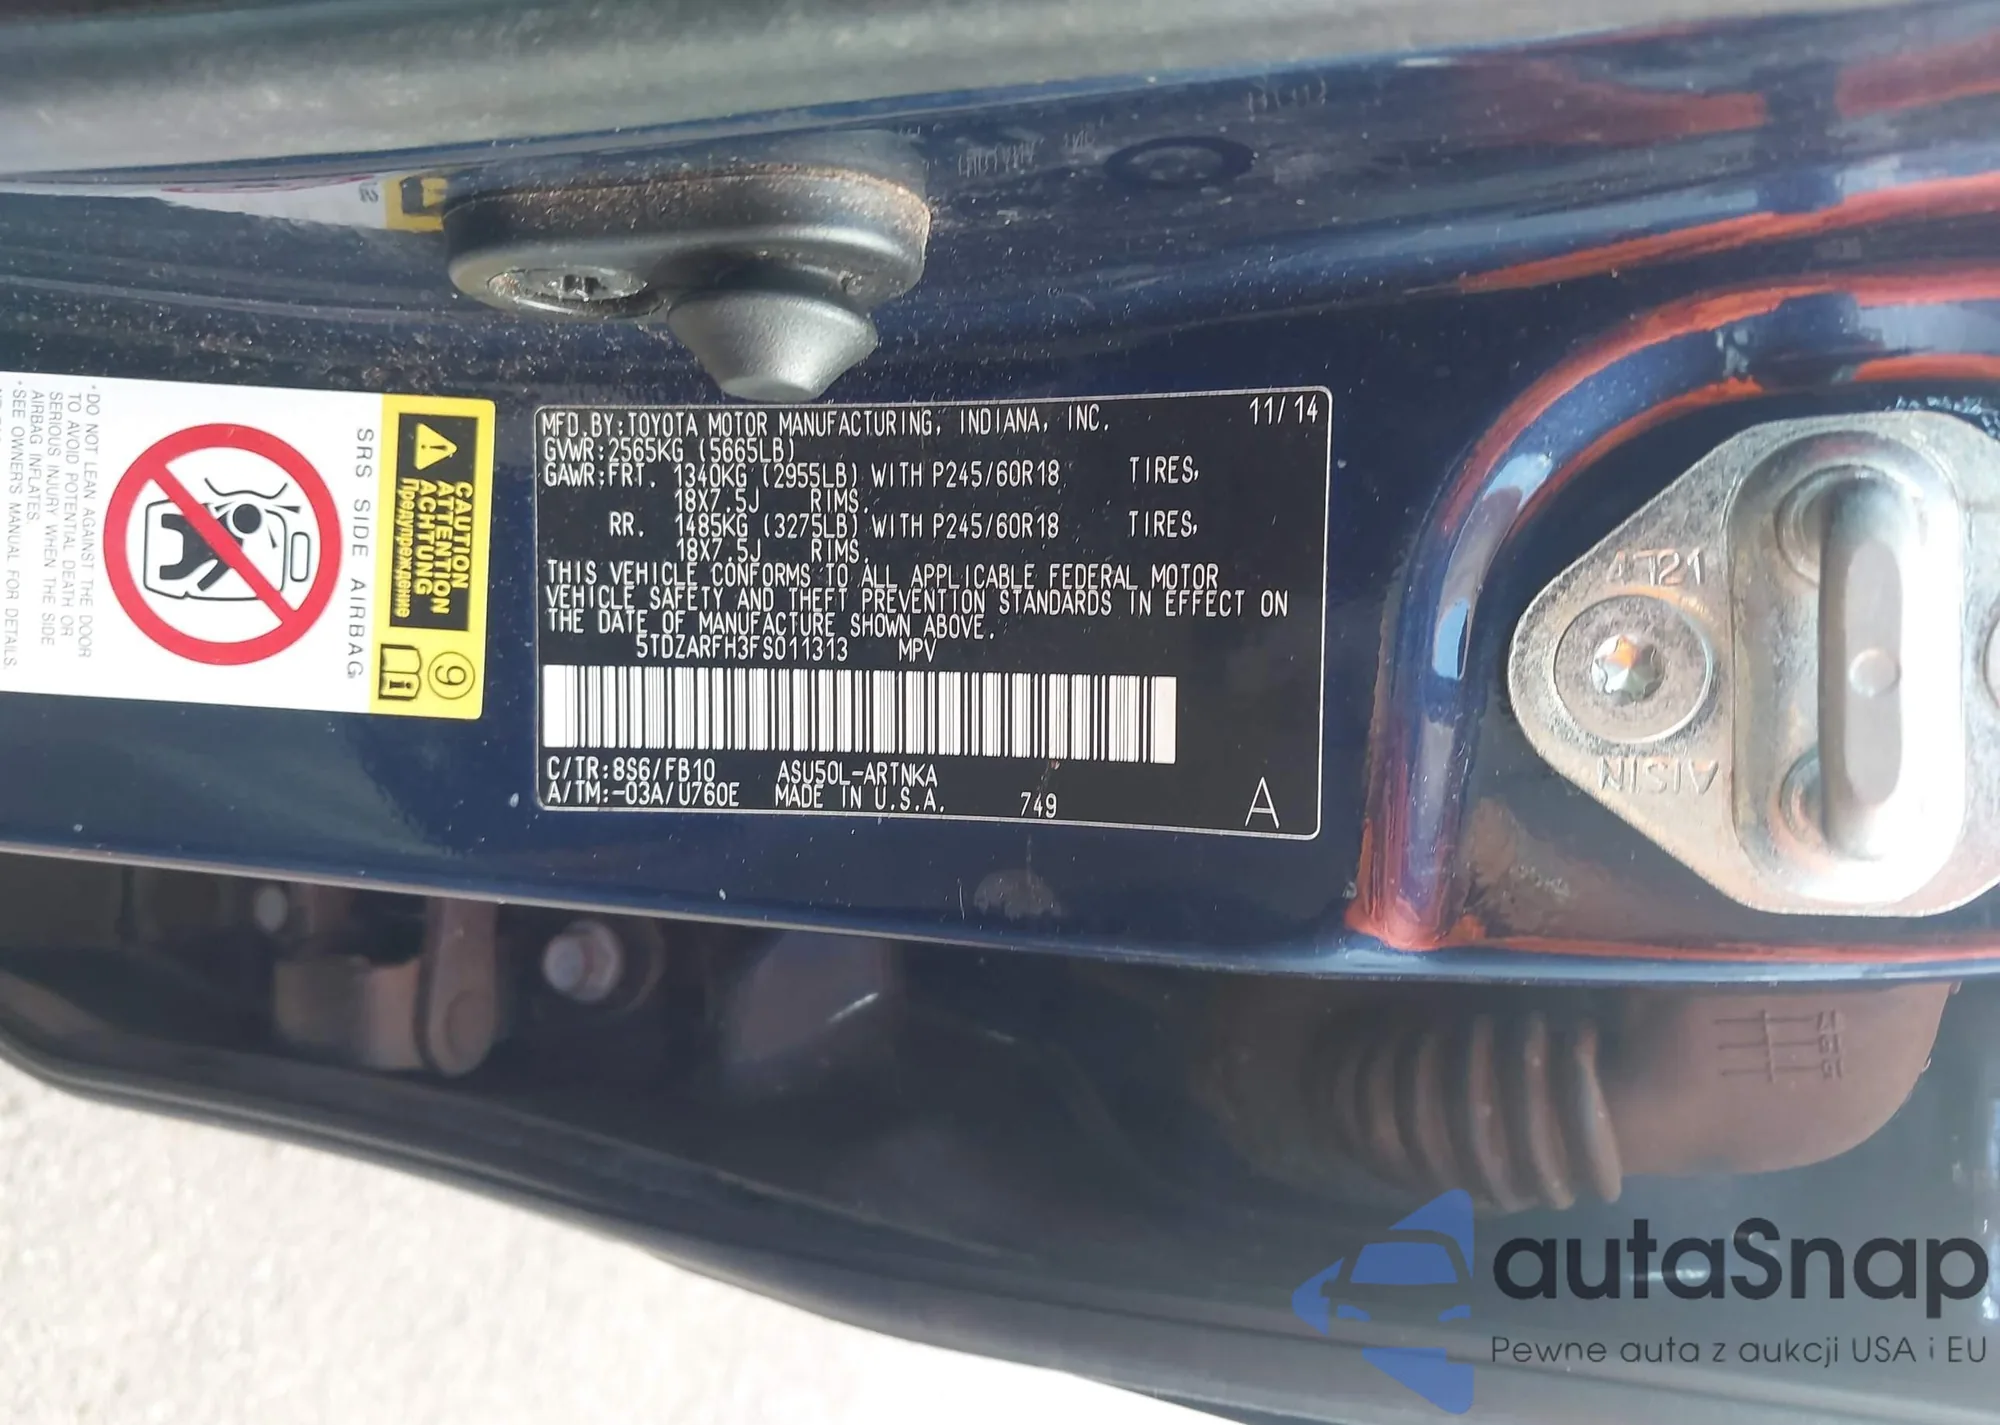 MFD.BY:TOYOTA MOTOR MANUFACTURING, INDIANA, INC. 11/14
GVWR:2565KG (5665LB)
GAWR:FRT. 1340KG (2955LB) WITH P245/60R18 TIRES,
18X7.5J RIMS,
RR. 1485KG (3275LB) WITH P245/60R18 TIRES,
18X7.5J RIMS,
THIS VEHICLE CONFORMS TO ALL APPLICABLE FEDERAL MOTOR
VEHICLE SAFETY AND THEFT PREVENTION STANDARDS IN EFFECT ON
THE DATE OF MANUFACTURE SHOWN ABOVE.
5TDZARFH3FS011313 MPV
C/TR:8S6/FB10 ASU50L-ARTNKA
A/TM:-03A/U760E MADE IN U.S.A. 749 A
CAUTION
ATTENTION
ACHTUNG
Предупреждение
9
SRS SIDE AIRBAG
*DO NOT LEAN AGAINST THE DOOR
TO AVOID POTENTIAL DEATH OR
SERIOUS INJURY WHEN THE SIDE
AIRBAG INFLATES.
*SEE OWNER'S MANUAL FOR DETAILS.
AISIN
autaSnap
Pewne auta z aukcji USA i EU